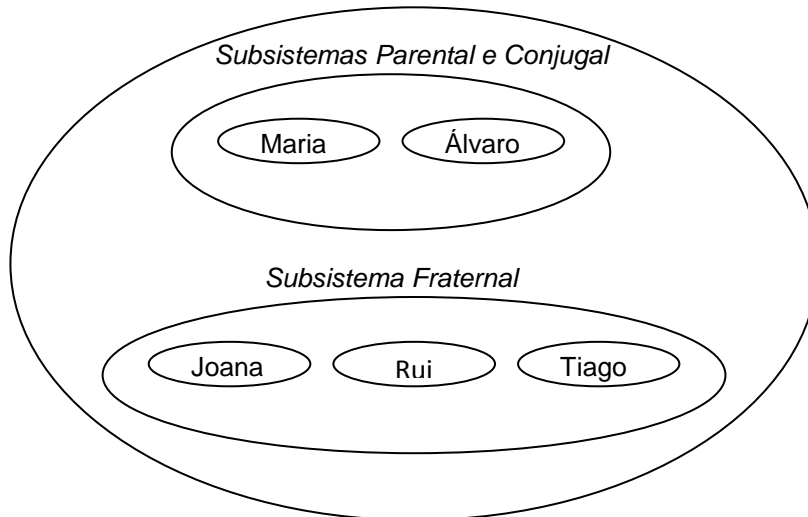 Subsistemas Parental e Conjugal
Maria Álvaro
Subsistema Fraternal
Joana Rui Tiago